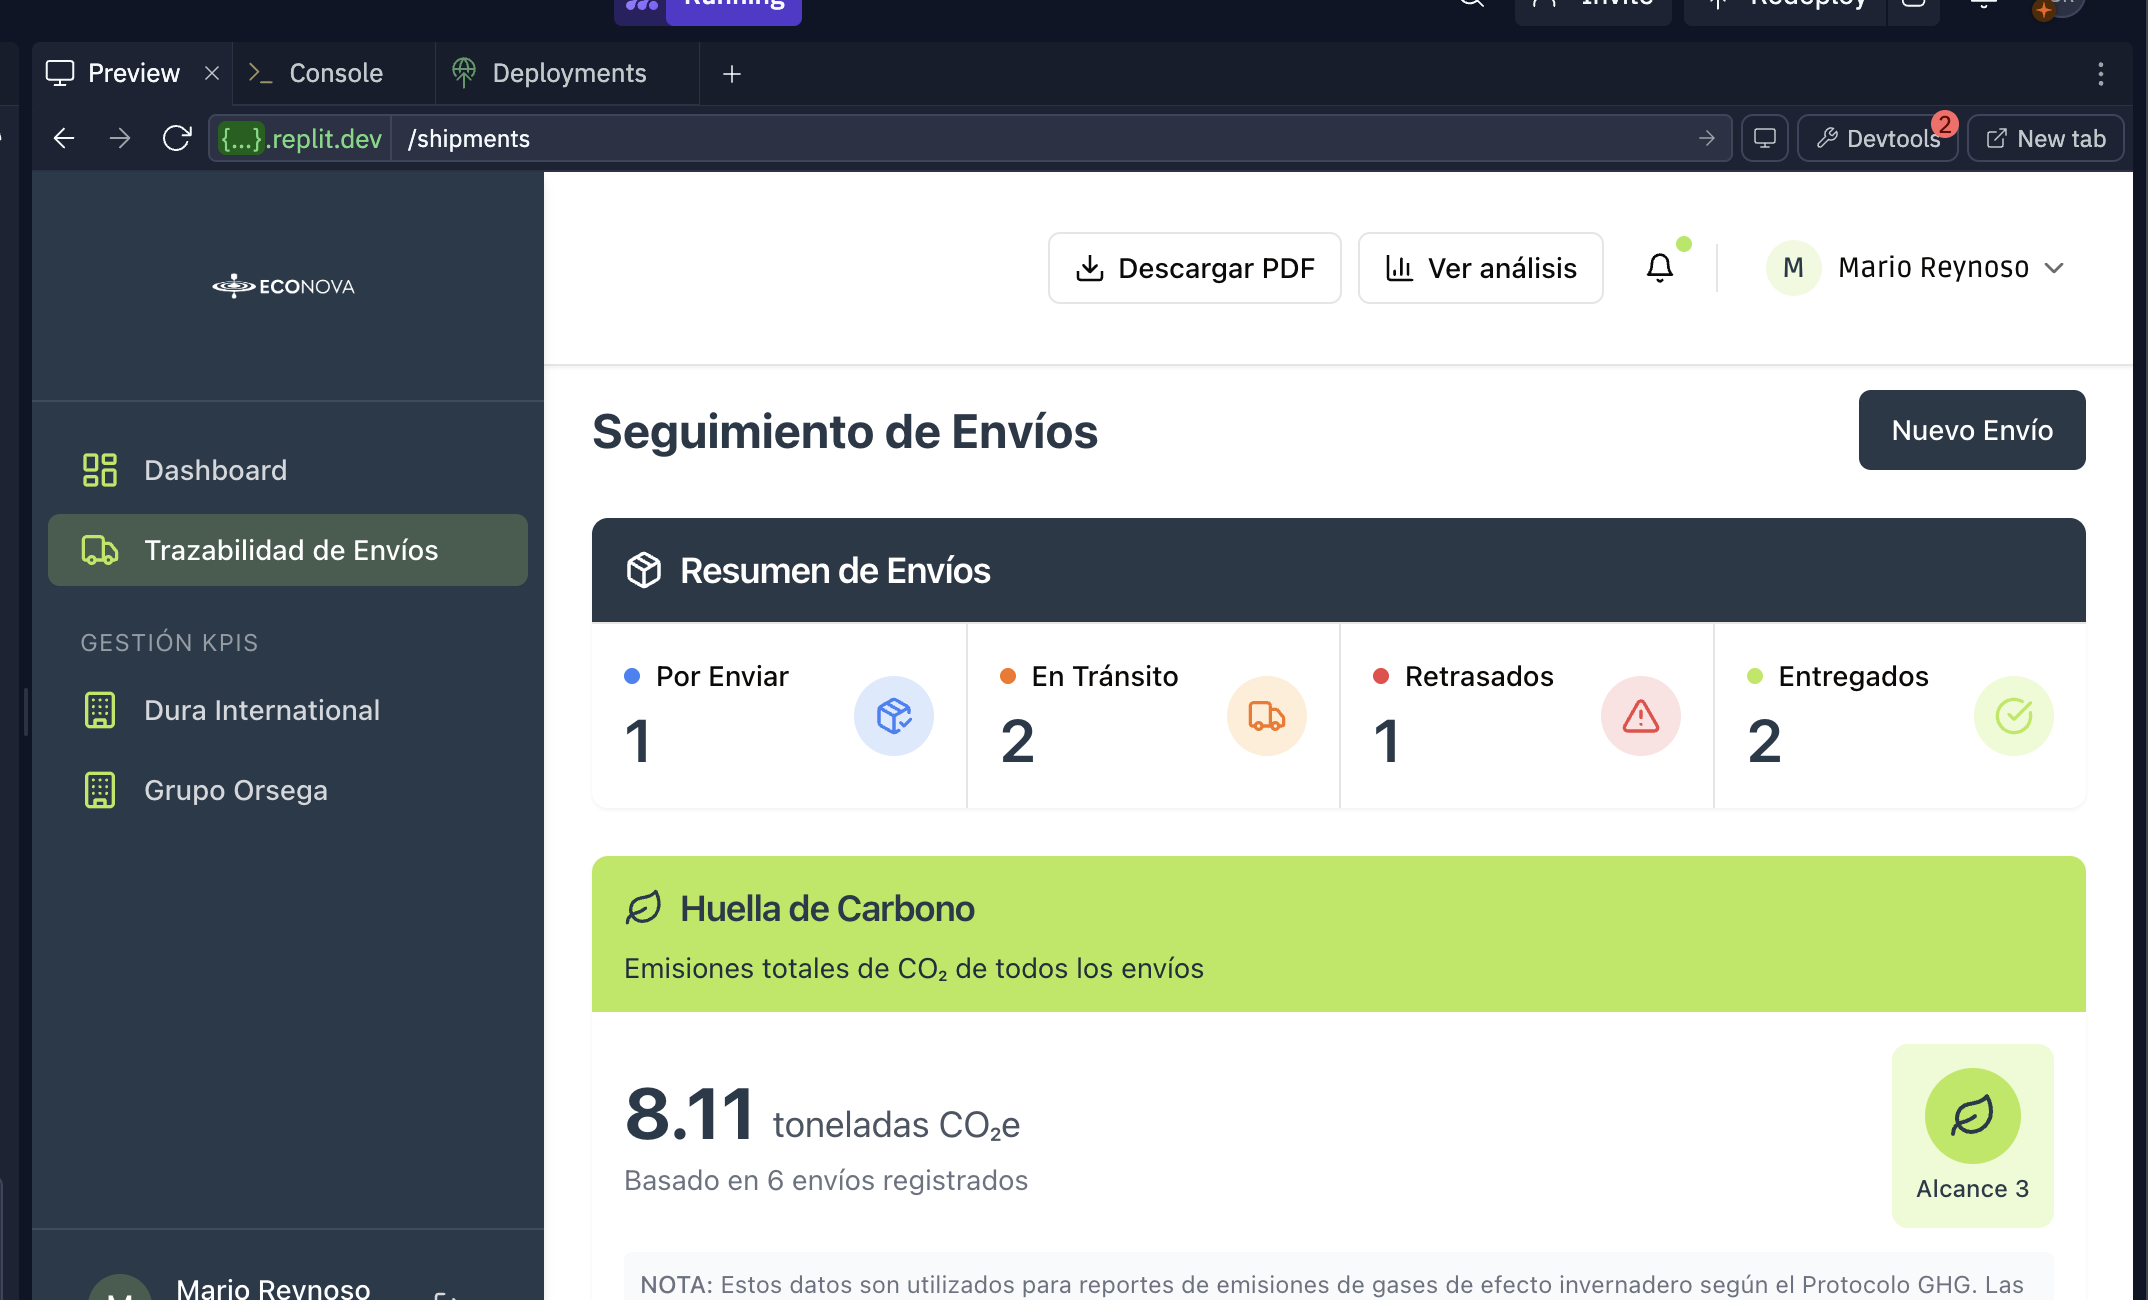 Running
Invite
Redeploy
Preview
Console
Deployments
{...}.replit.dev
/shipments
Devtools
2
New tab
ECONOVA
Descargar PDF
Ver análisis
M
Mario Reynoso
Dashboard
Trazabilidad de Envíos
GESTIÓN KPIS
Dura International
Grupo Orsega
Mario Reynoso
Seguimiento de Envíos
Nuevo Envío
Resumen de Envíos
Por Enviar
1
En Tránsito
2
Retrasados
1
Entregados
2
Huella de Carbono
Emisiones totales de CO₂ de todos los envíos
8.11 toneladas CO₂e
Basado en 6 envíos registrados
Alcance 3
NOTA: Estos datos son utilizados para reportes de emisiones de gases de efecto invernadero según el Protocolo GHG. Las